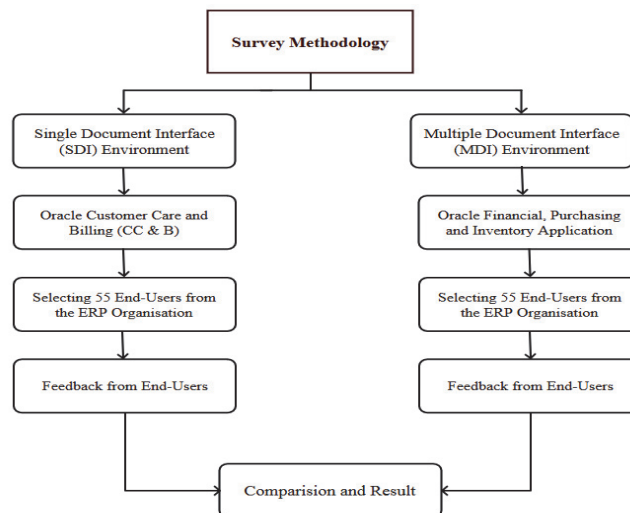 Survey Methodology
Single Document Interface
(SDI) Environment
Multiple Document Interface
(MDI) Environment
Oracle Customer Care and
Billing (CC & B)
Oracle Financial, Purchasing
and Inventory Application
Selecting 55 End-Users from
the ERP Organisation
Selecting 55 End-Users from
the ERP Organisation
Feedback from End-Users
Feedback from End-Users
Comparision and Result